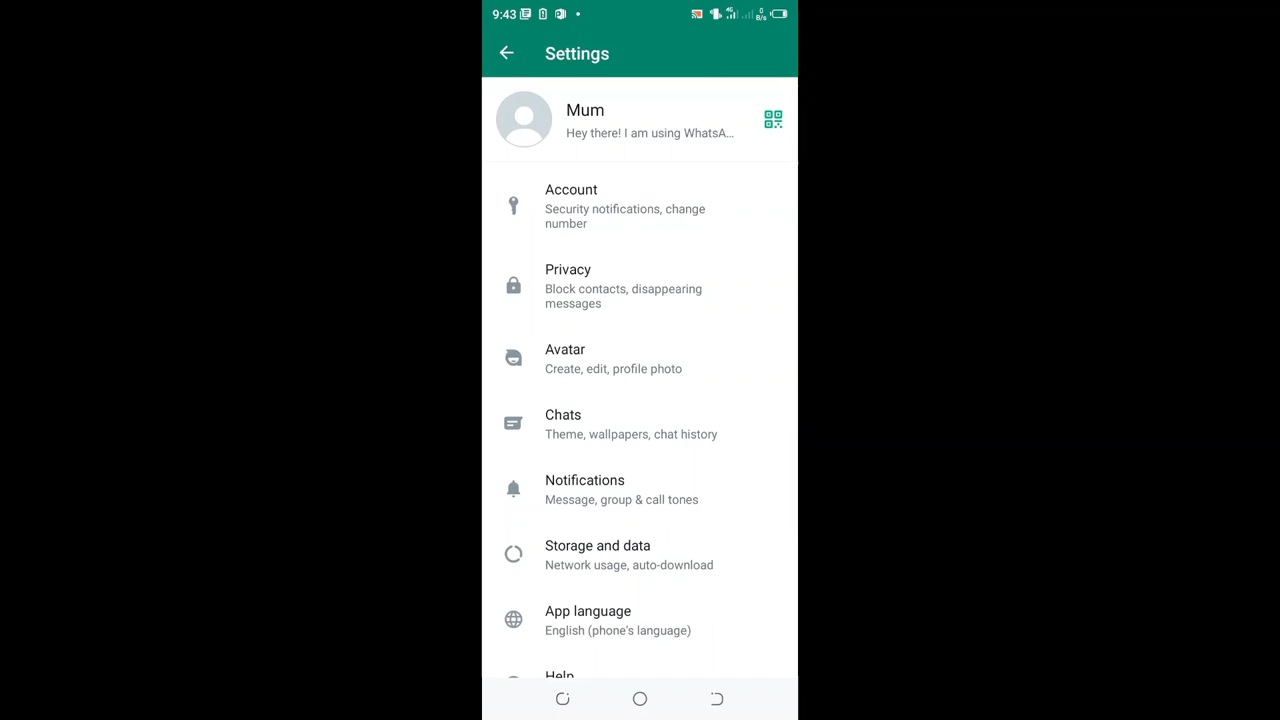 9:43
4G
0
B/s
Settings
Mum
Hey there! I am using WhatsA...
Account
Security notifications, change
number
Privacy
Block contacts, disappearing
messages
Avatar
Create, edit, profile photo
Chats
Theme, wallpapers, chat history
Notifications
Message, group & call tones
Storage and data
Network usage, auto-download
App language
English (phone's language)
Help